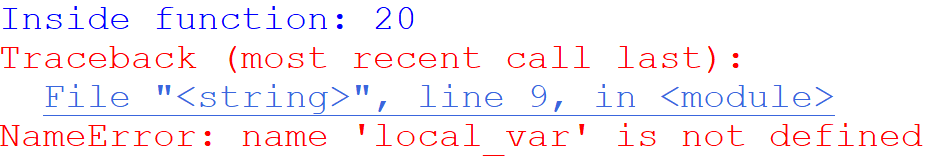 Inside function: 20
Traceback (most recent call last):
  File "<string>", line 9, in <module>
NameError: name 'local_var' is not defined